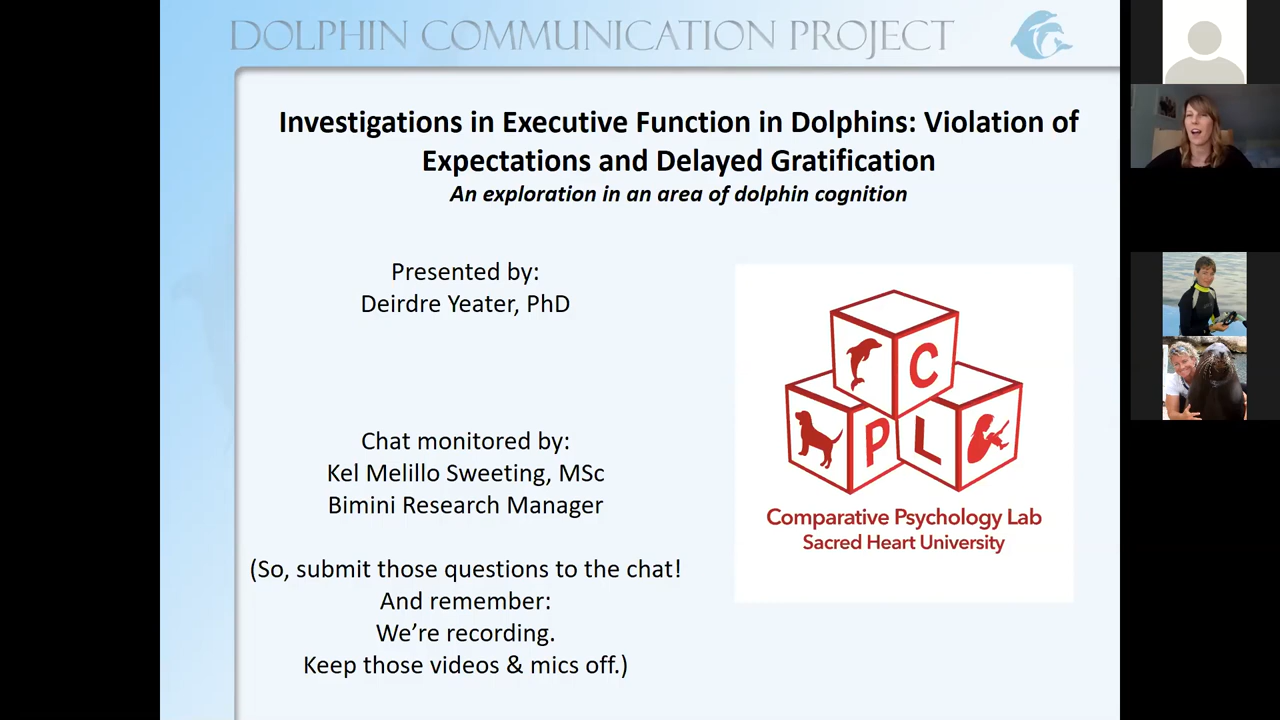 DOLPHIN COMMUNICATION PROJECT
Investigations in Executive Function in Dolphins: Violation of
Expectations and Delayed Gratification
An exploration in an area of dolphin cognition
Presented by:
Deirdre Yeater, PhD
Chat monitored by:
Kel Melillo Sweeting, MSc
Bimini Research Manager
(So, submit those questions to the chat!
And remember:
We’re recording.
Keep those videos & mics off.)
C
P L
Comparative Psychology Lab
Sacred Heart University